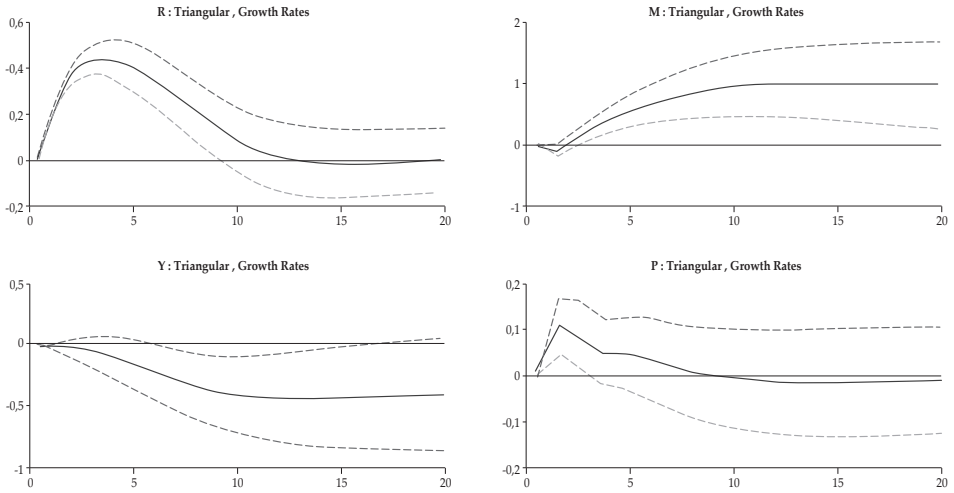 R : Triangular , Growth Rates
0,6
-0,4
0,2
0
-0,2
0 5 10 15 20
M : Triangular , Growth Rates
2
1
0
-1
0 5 10 15 20
Y : Triangular , Growth Rates
0,5
0
-0,5
-1
0 5 10 15 20
P : Triangular , Growth Rates
0,2
0,1
0
-0,1
-0,2
0 5 10 15 20